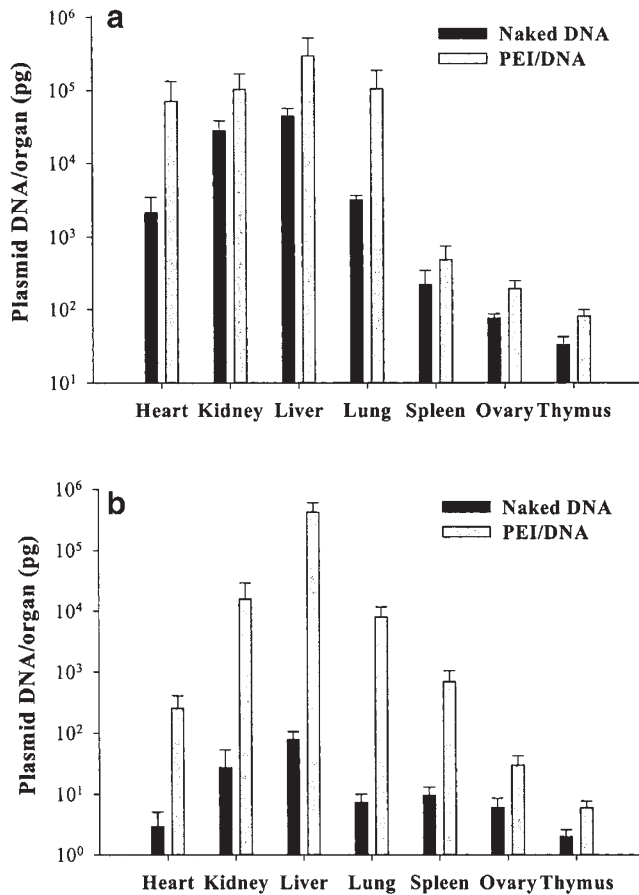 a
Naked DNA
PEI/DNA
Plasmid DNA/organ (pg)
10⁶
10⁵
10⁴
10³
10²
10¹
Heart Kidney Liver Lung Spleen Ovary Thymus
b
Naked DNA
PEI/DNA
Plasmid DNA/organ (pg)
10⁶
10⁵
10⁴
10³
10²
10¹
10⁰
Heart Kidney Liver Lung Spleen Ovary Thymus